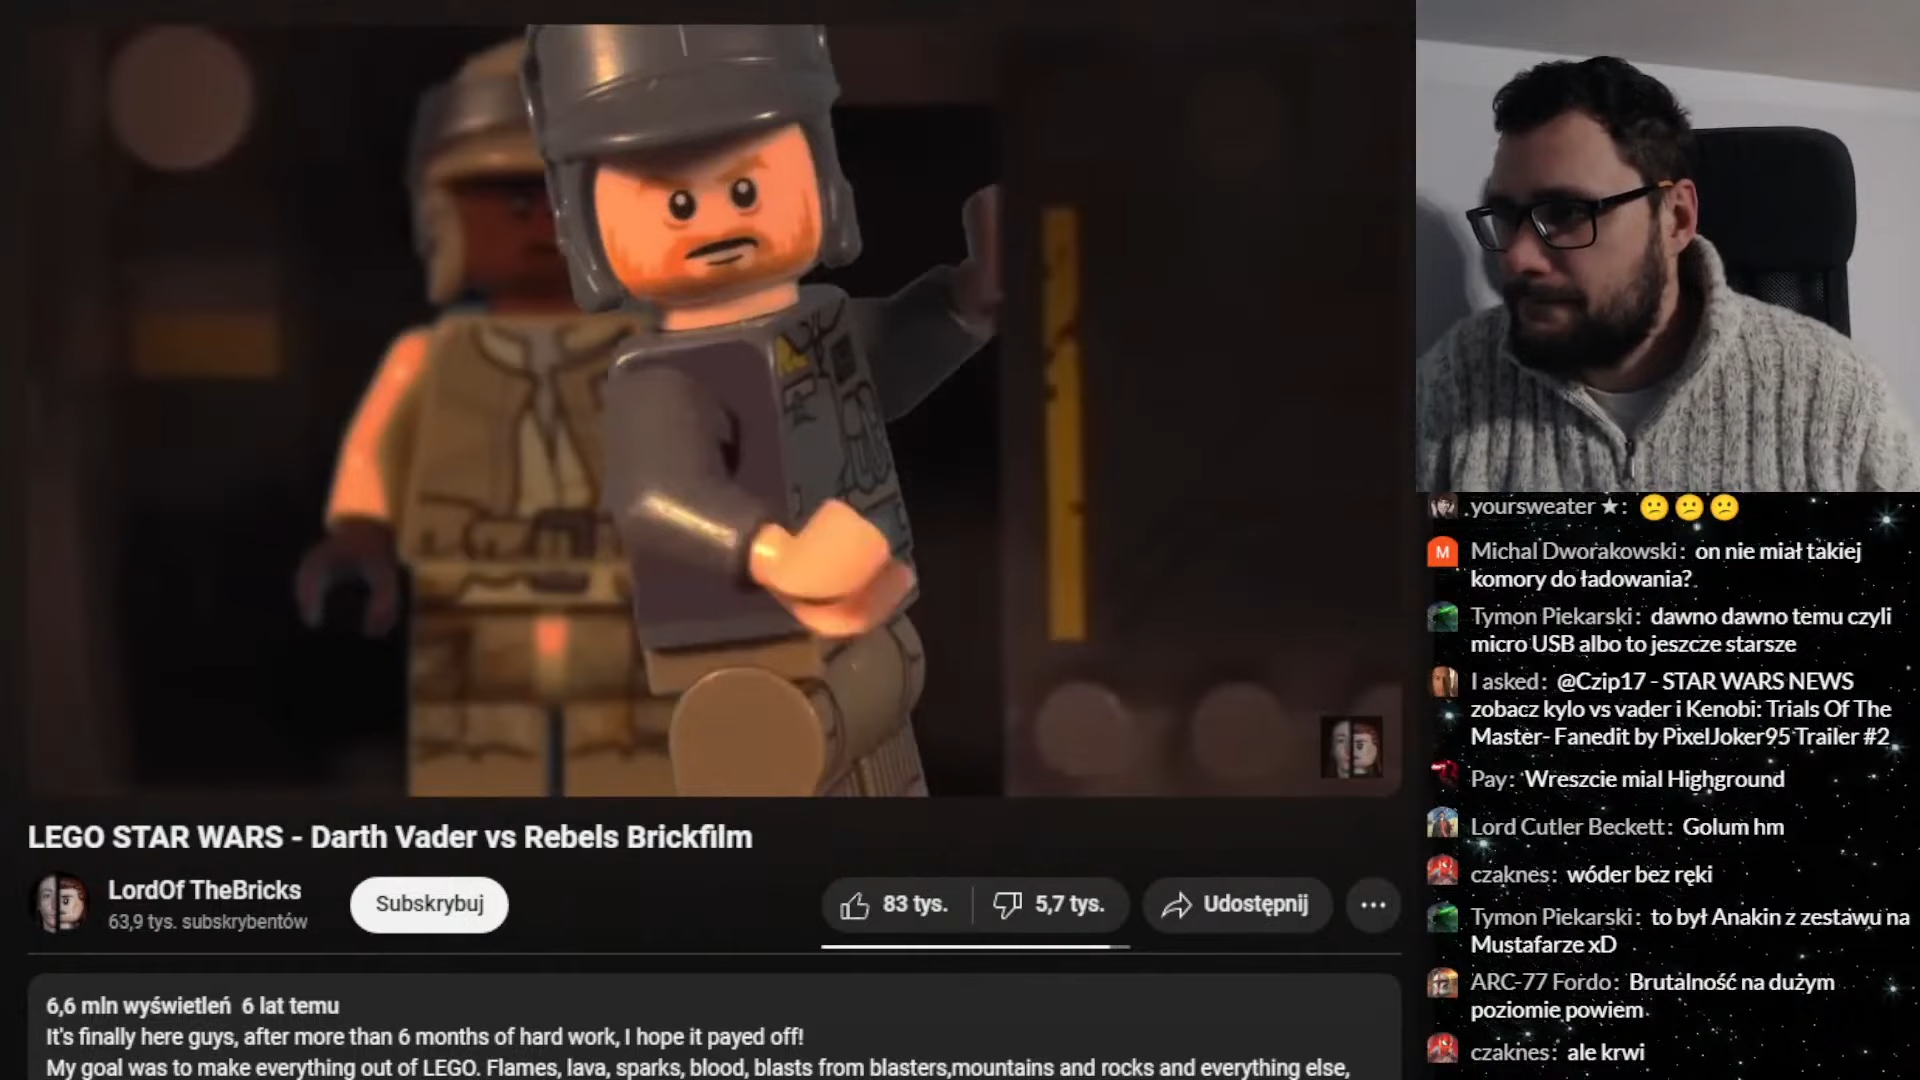 LEGO STAR WARS - Darth Vader vs Rebels Brickfilm
LordOf TheBricks
63,9 tys. subskrybentów
Subskrybuj
83 tys.
5,7 tys.
Udostępnij
6,6 mln wyświetleń 6 lat temu
It's finally here guys, after more than 6 months of hard work, I hope it payed off!
My goal was to make everything out of LEGO. Flames, lava, sparks, blood, blasts from blasters,mountains and rocks and everything else,
.yoursweater ★:
M
Michal Dworakowski: on nie miał takiej
komory do ładowania?
Tymon Piekarski: dawno dawno temu czyli
micro USB albo to jeszcze starsze
I asked: @Czip17 - STAR WARS NEWS
zobacz kylo vs vader i Kenobi: Trials Of The
Master- Fanedit by PixelJoker95 Trailer #2
Pay: Wreszcie mial Highground
Lord Cutler Beckett: Golum hm
czaknes: wóder bez ręki
Tymon Piekarski: to był Anakin z zestawu na
Mustafarze xD
ARC-77 Fordo: Brutalność na dużym
poziomie powiem
czaknes: ale krwi